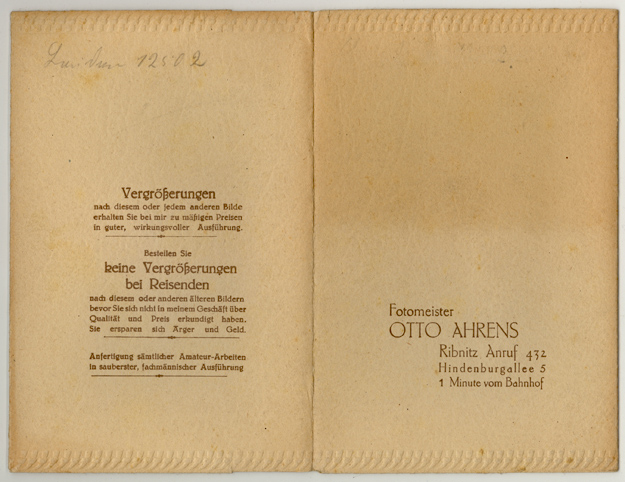 12502
Vergrößerungen
nach diesem oder jedem anderen Bilde
erhalten Sie bei mir zu mäßigen Preisen
in guter, wirkungsvoller Ausführung.
Bestellen Sie
keine Vergrößerungen
bei Reisenden
nach diesem oder anderen älteren Bildern
bevor Sie sich nicht in meinem Geschäft über
Qualität und Preis erkundigt haben.
Sie ersparen sich Ärger und Geld.
Anfertigung sämtlicher Amateur-Arbeiten
in sauberster, fachmännischer Ausführung
Fotomeister
OTTO AHRENS
Ribnitz Anruf 432
Hindenburgallee 5
1 Minute vom Bahnhof